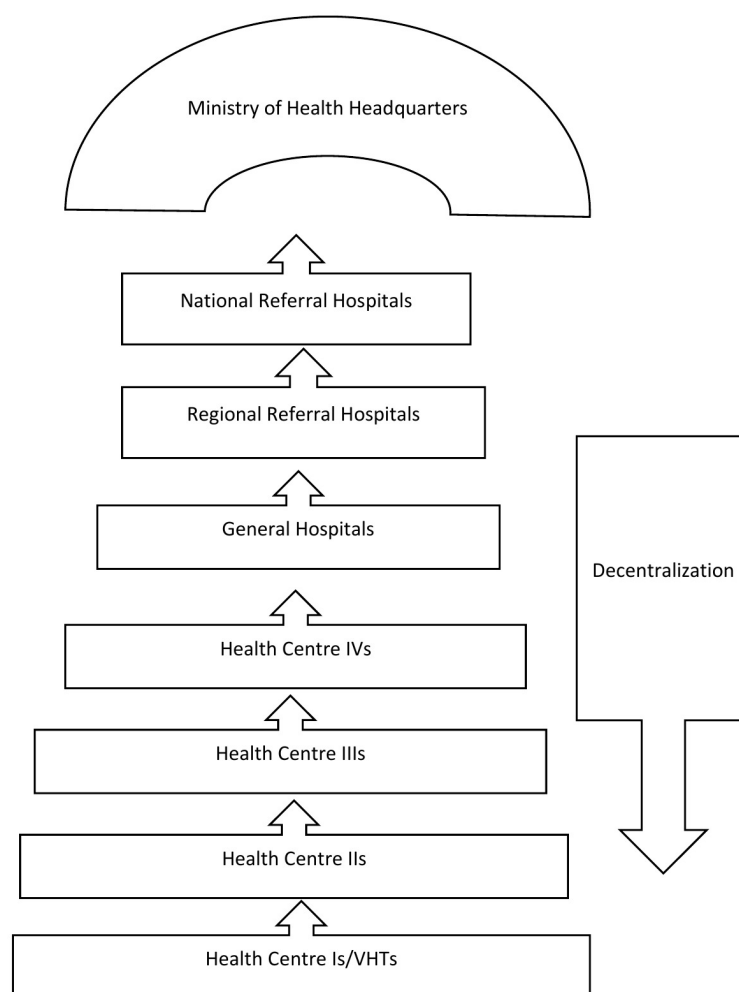 Ministry of Health Headquarters
National Referral Hospitals
Regional Referral Hospitals
General Hospitals
Decentralization
Health Centre IVs
Health Centre IIIs
Health Centre IIs
Health Centre Is/VHTs